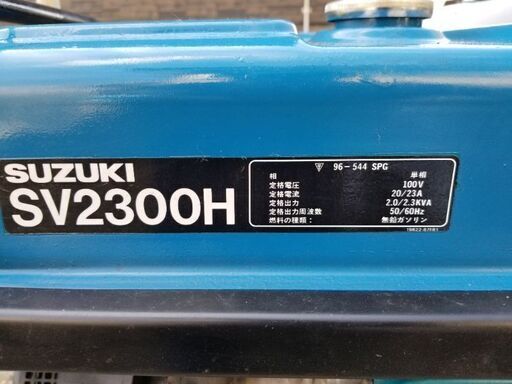 SUZUKI
SV2300H
96-544 SPG
相 単相
定格電圧 100V
定格電流 20/23A
定格出力 2.0/2.3KVA
定格出力周波数 50/60Hz
燃料の種類: 無鉛ガソリン